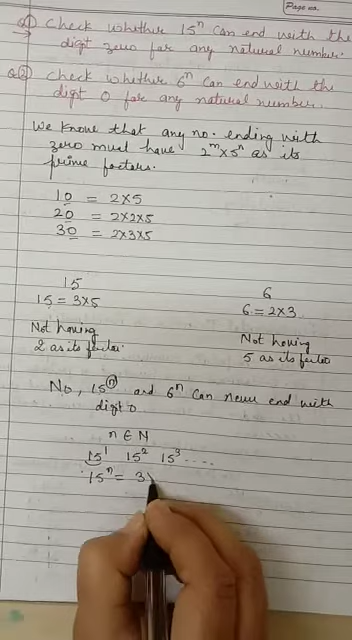 Page no.
Q① Check whether 15ⁿ can end with the
digit zero for any natural number.
Q② Check whether 6ⁿ can end with the
digit 0 for any natural number.
We know that any no. ending with
zero must have 2ᵐ×5ⁿ as its
prime factors.
10 = 2×5
20 = 2×2×5
30 = 2×3×5
15
15 = 3×5
Not having
2 as its factor
6
6 = 2×3
Not having
5 as its factor
No, 15ⁿ and 6ⁿ can never end with
digit 0
n ∈ N
15¹ 15² 15³ ....
15ⁿ = 3×